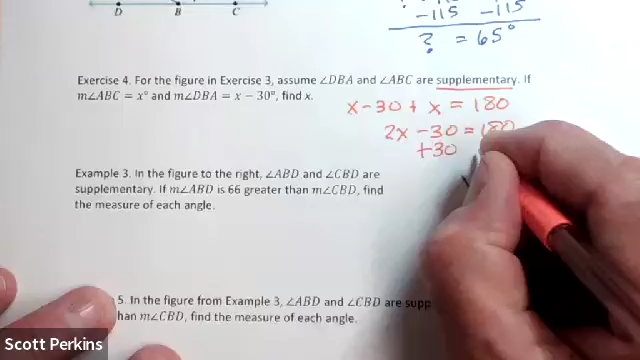 D B C
-115 -115
? = 65°
Exercise 4. For the figure in Exercise 3, assume ∠DBA and ∠ABC are supplementary. If
m∠ABC = x° and m∠DBA = x − 30°, find x.
x - 30 + x = 180
2x - 30 = 180
+30
Example 3. In the figure to the right, ∠ABD and ∠CBD are
supplementary. If m∠ABD is 66 greater than m∠CBD, find
the measure of each angle.
5. In the figure from Example 3, ∠ABD and ∠CBD are supp
han m∠CBD, find the measure of each angle.
Scott Perkins